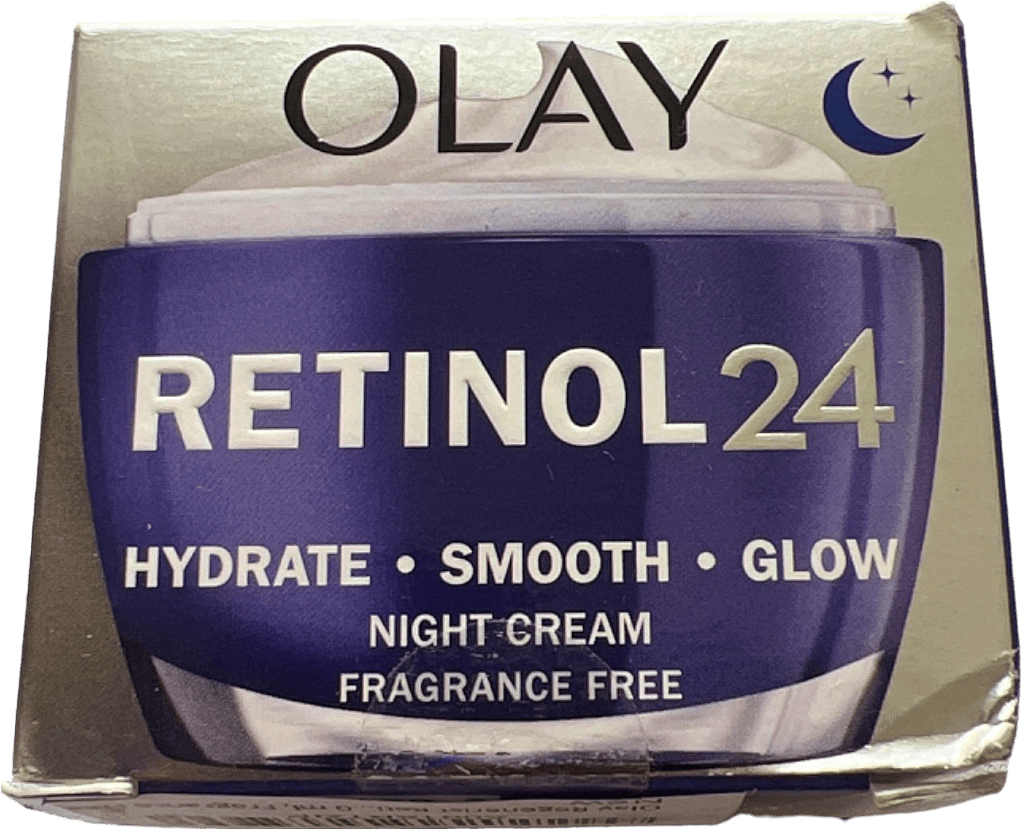 OLAY
RETINOL24
HYDRATE • SMOOTH • GLOW
NIGHT CREAM
FRAGRANCE FREE